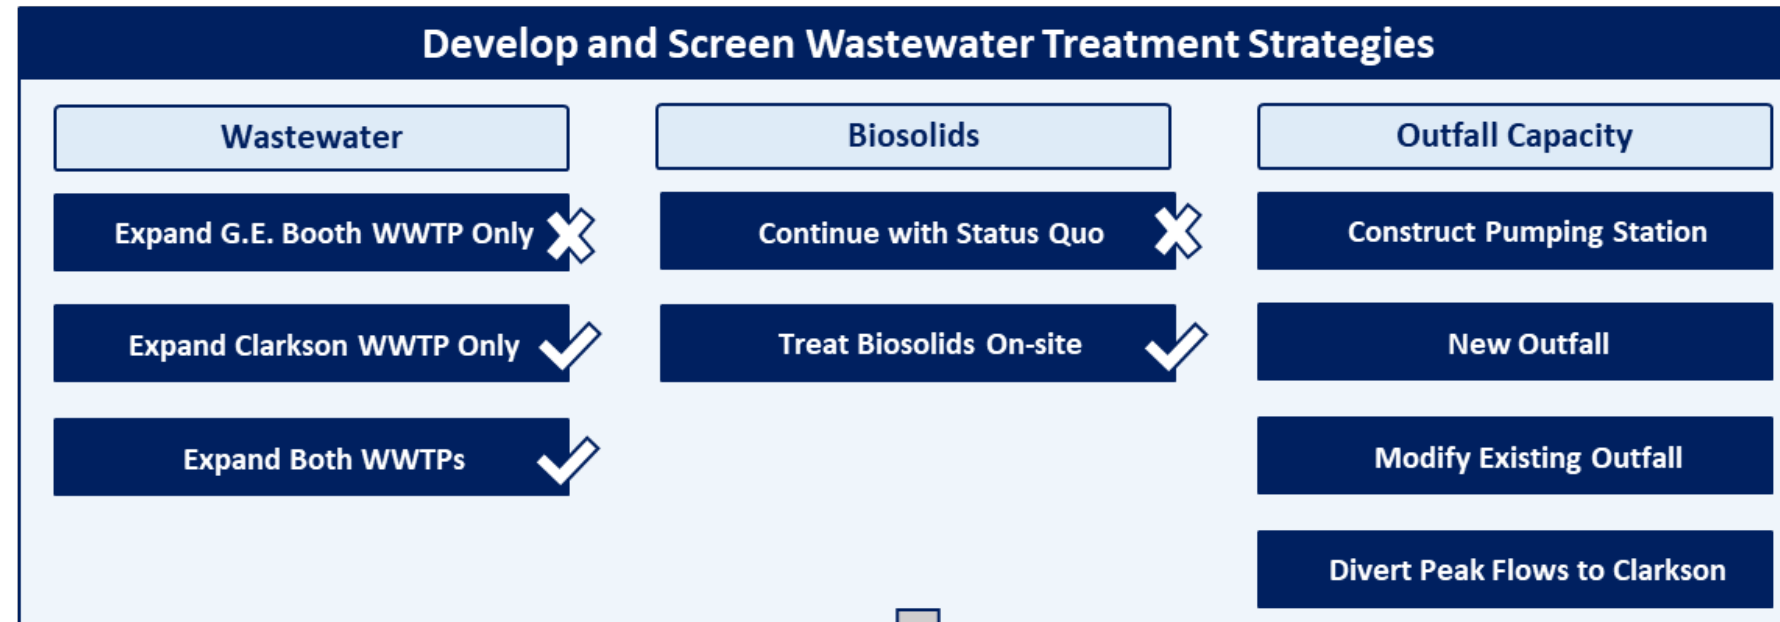 Develop and Screen Wastewater Treatment Strategies
Wastewater
Expand G.E. Booth WWTP Only
Expand Clarkson WWTP Only
Expand Both WWTPs
Biosolids
Continue with Status Quo
Treat Biosolids On-site
Outfall Capacity
Construct Pumping Station
New Outfall
Modify Existing Outfall
Divert Peak Flows to Clarkson